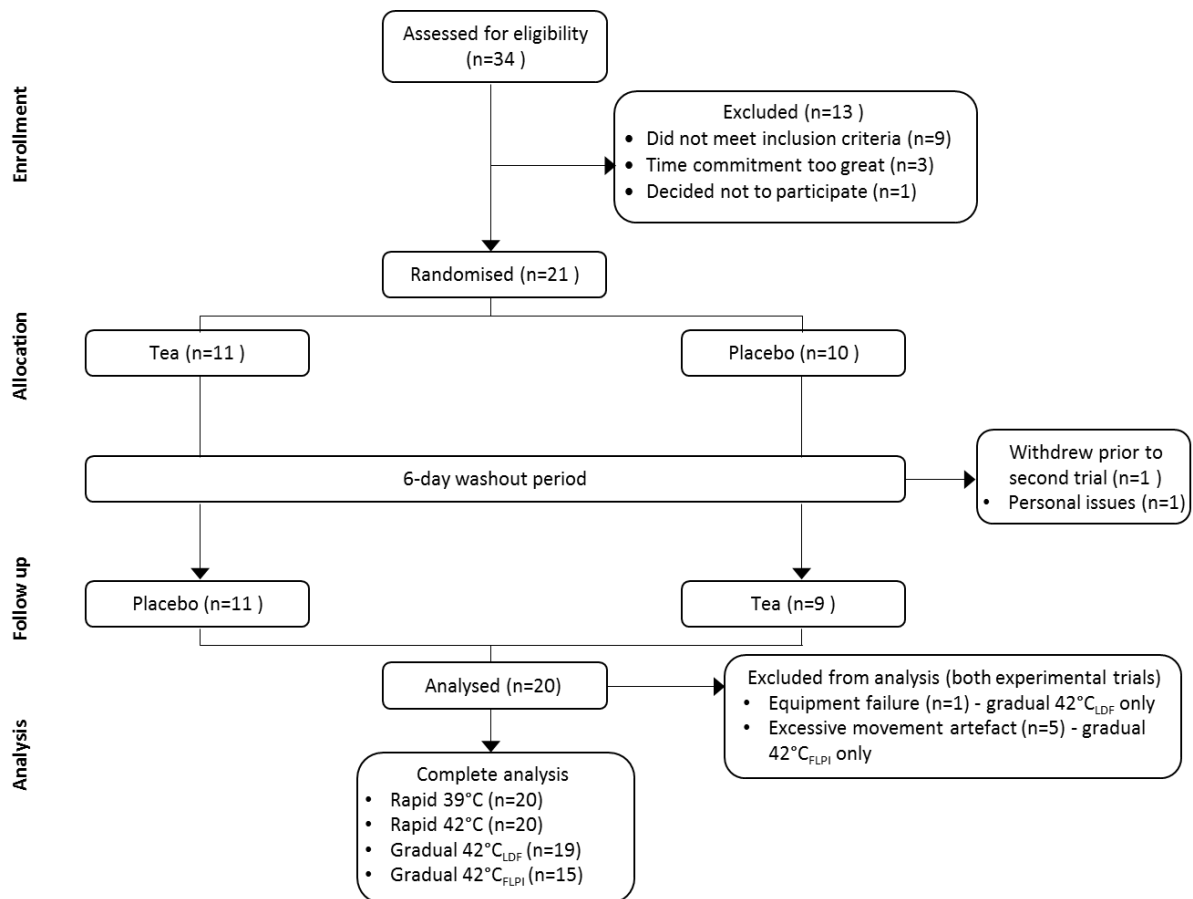 Enrollment
Assessed for eligibility
(n=34 )
Excluded (n=13 )
• Did not meet inclusion criteria (n=9)
• Time commitment too great (n=3)
• Decided not to participate (n=1)
Randomised (n=21 )
Allocation
Tea (n=11 )
Placebo (n=10 )
6-day washout period
Withdrew prior to
second trial (n=1 )
• Personal issues (n=1)
Follow up
Placebo (n=11 )
Tea (n=9 )
Analysis
Analysed (n=20)
Excluded from analysis (both experimental trials)
• Equipment failure (n=1) - gradual 42°CLDF only
• Excessive movement artefact (n=5) - gradual
42°CFLPI only
Complete analysis
• Rapid 39°C (n=20)
• Rapid 42°C (n=20)
• Gradual 42°CLDF (n=19)
• Gradual 42°CFLPI (n=15)